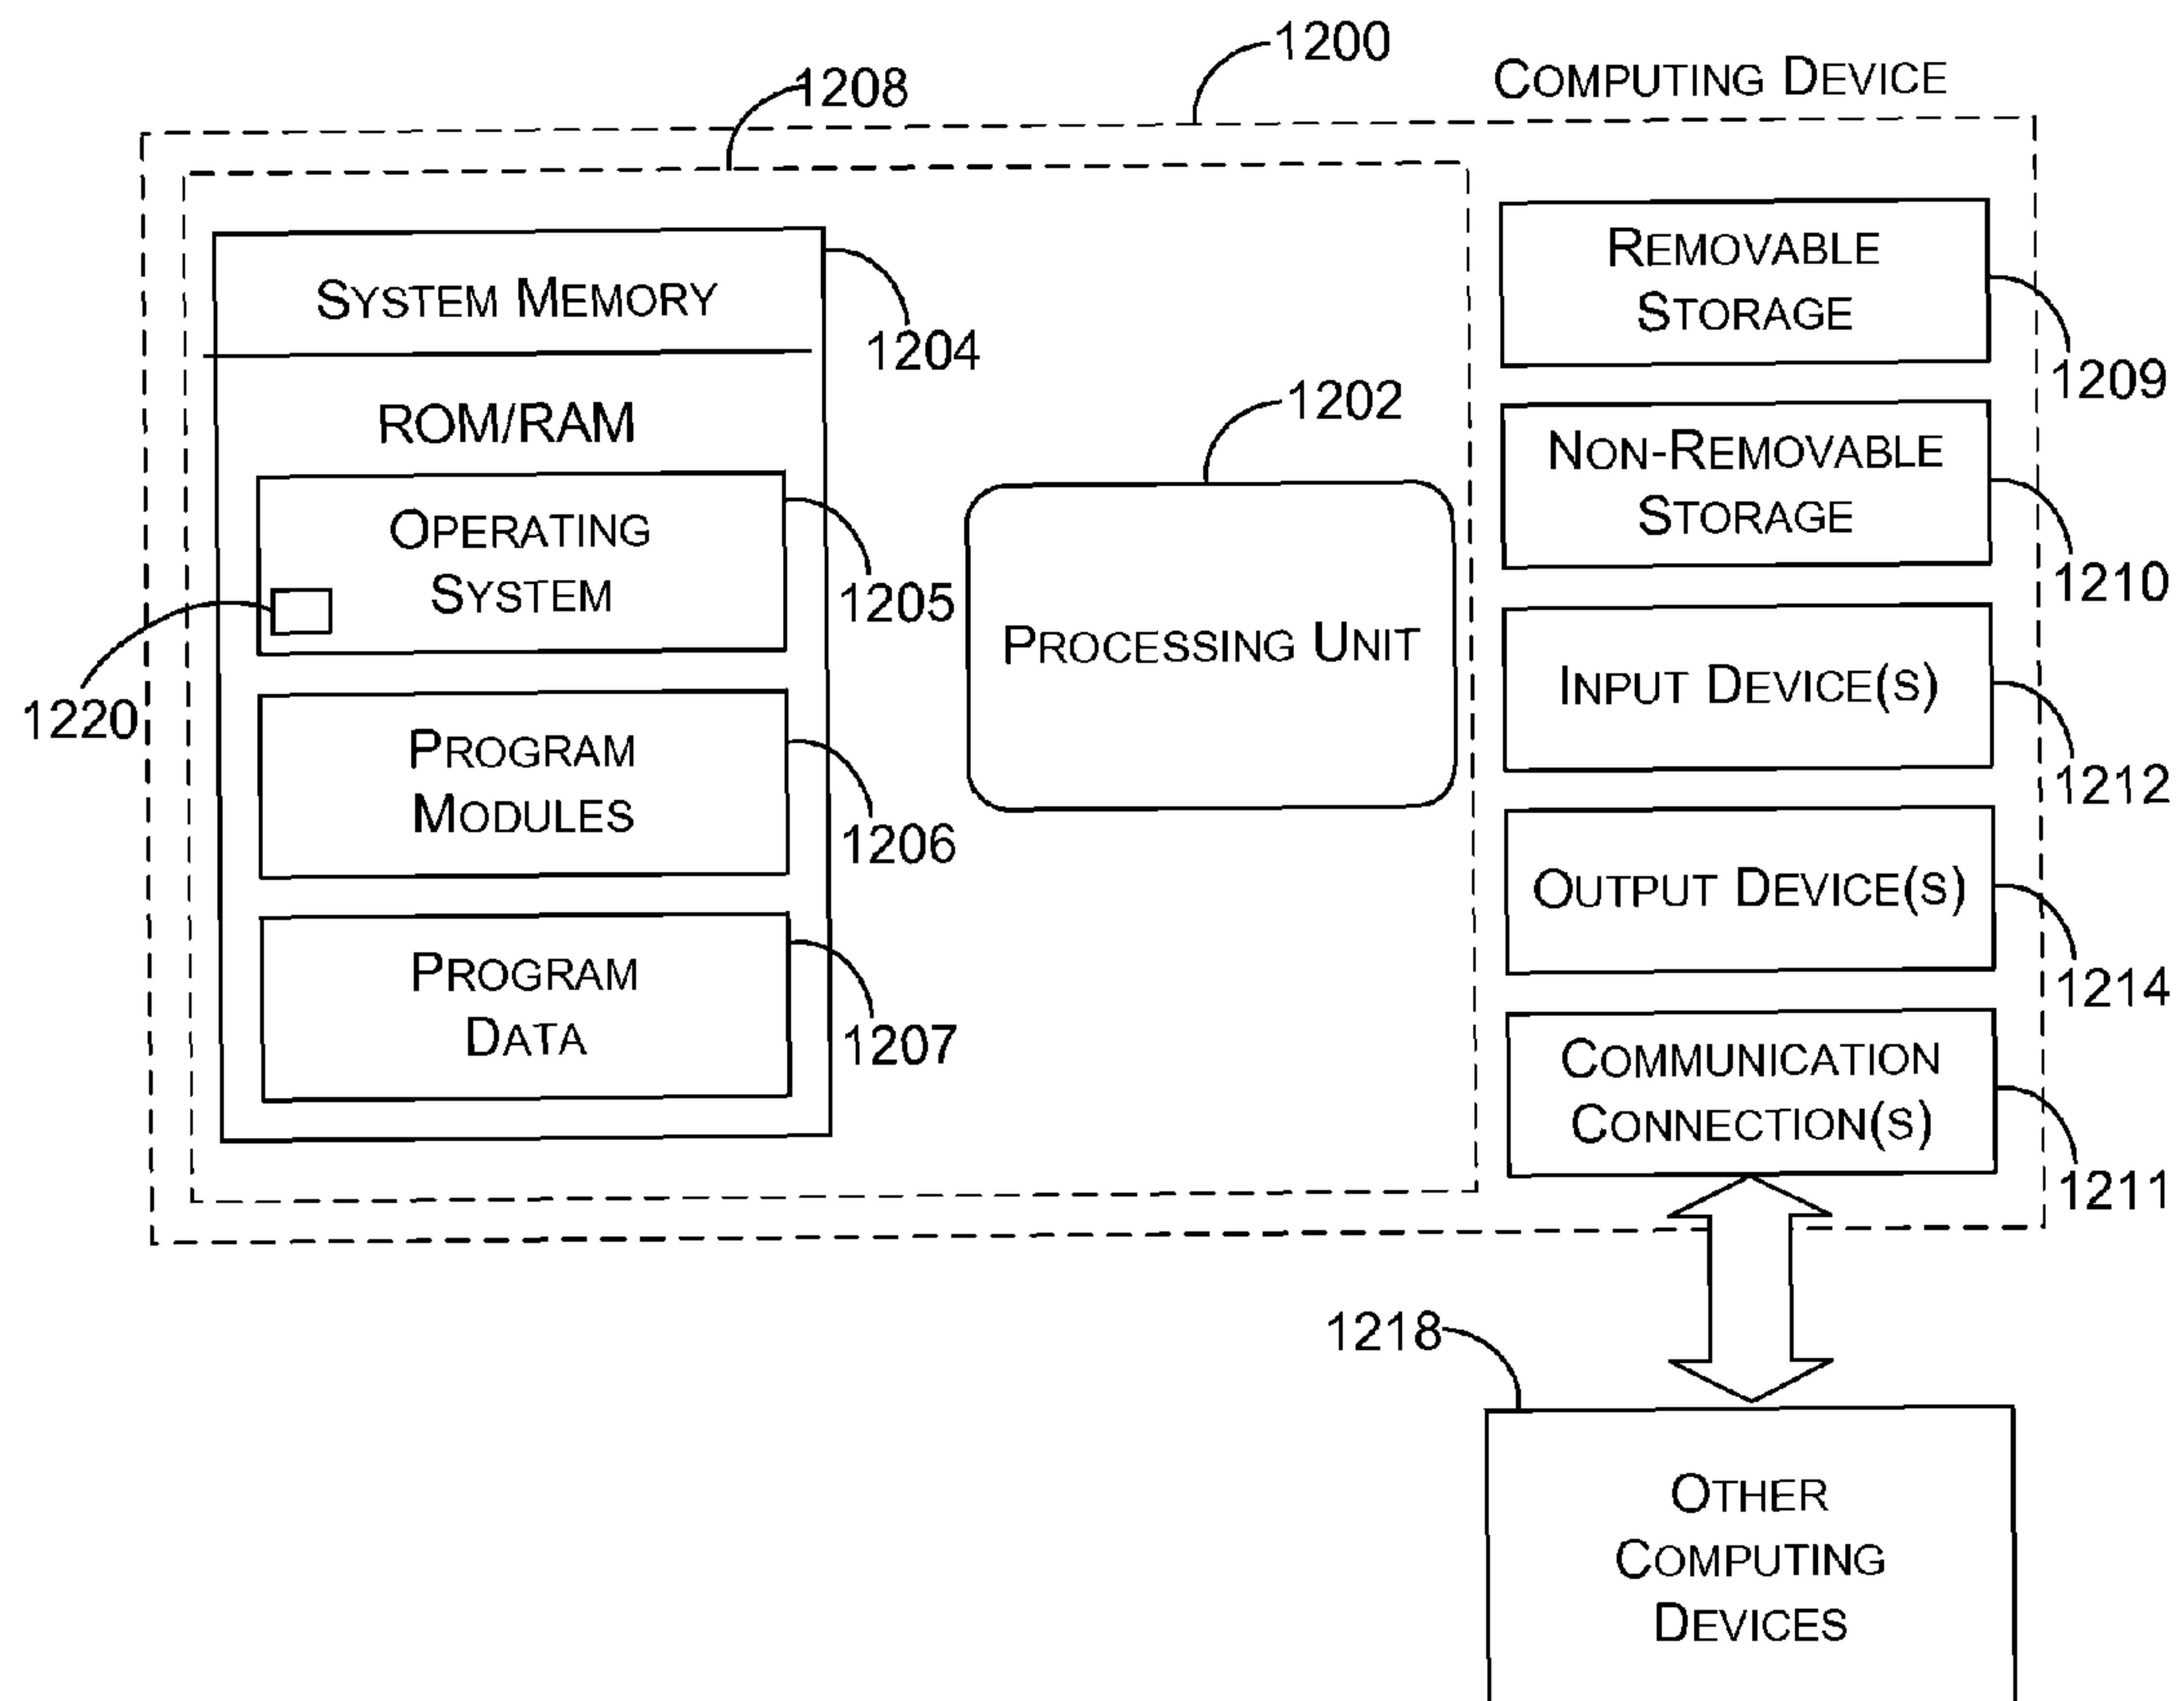 1200
COMPUTING DEVICE
1208
SYSTEM MEMORY
1204
ROM/RAM
OPERATING
SYSTEM
1205
1220
PROGRAM
MODULES
1206
PROGRAM
DATA
1207
1202
PROCESSING UNIT
REMOVABLE
STORAGE
1209
NON-REMOVABLE
STORAGE
1210
INPUT DEVICE(S)
1212
OUTPUT DEVICE(S)
1214
COMMUNICATION
CONNECTION(S)
1211
1218
OTHER
COMPUTING
DEVICES